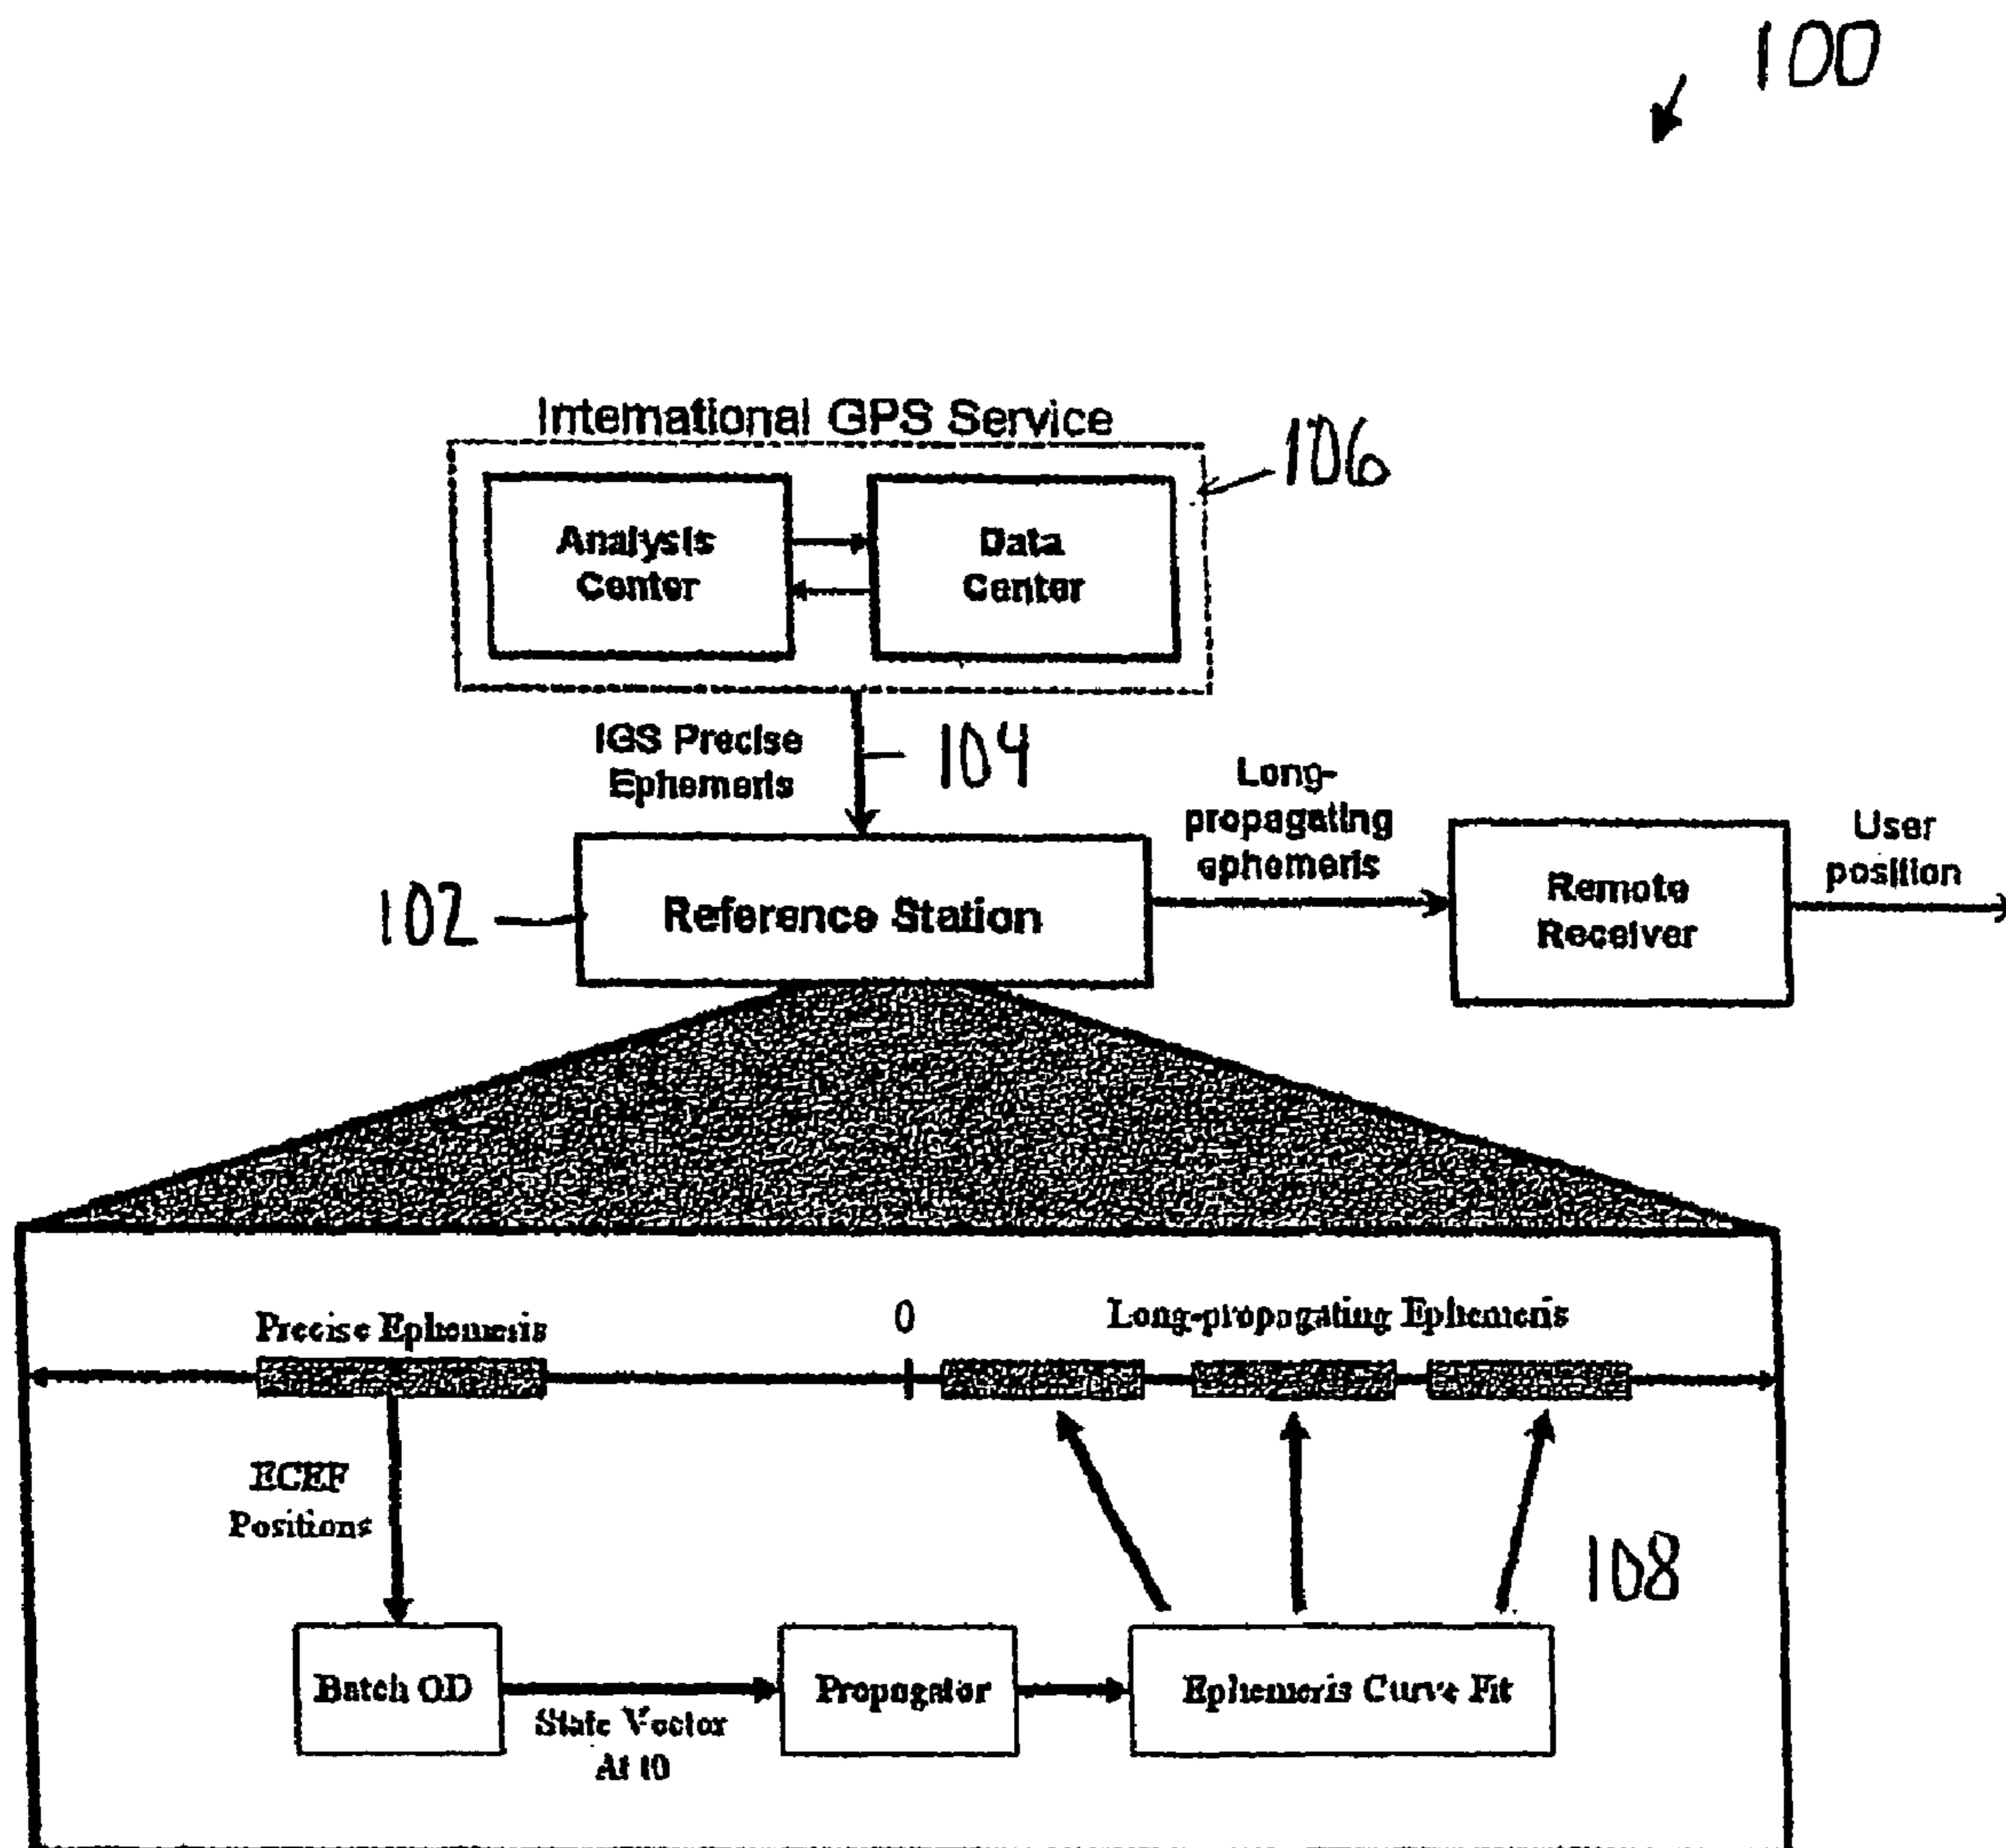 100
International GPS Service
106
Analysis
Center
Data
Center
IGS Precise
Ephemeris
104
Long-
propagating
ephemeris
User
position
102
Reference Station
Remote
Receiver
Precise Ephemeris
0
Long-propagating Ephemeris
ECEF
Positions
108
Batch OD
State Vector
At t0
Propagator
Ephemeris Curve Fit